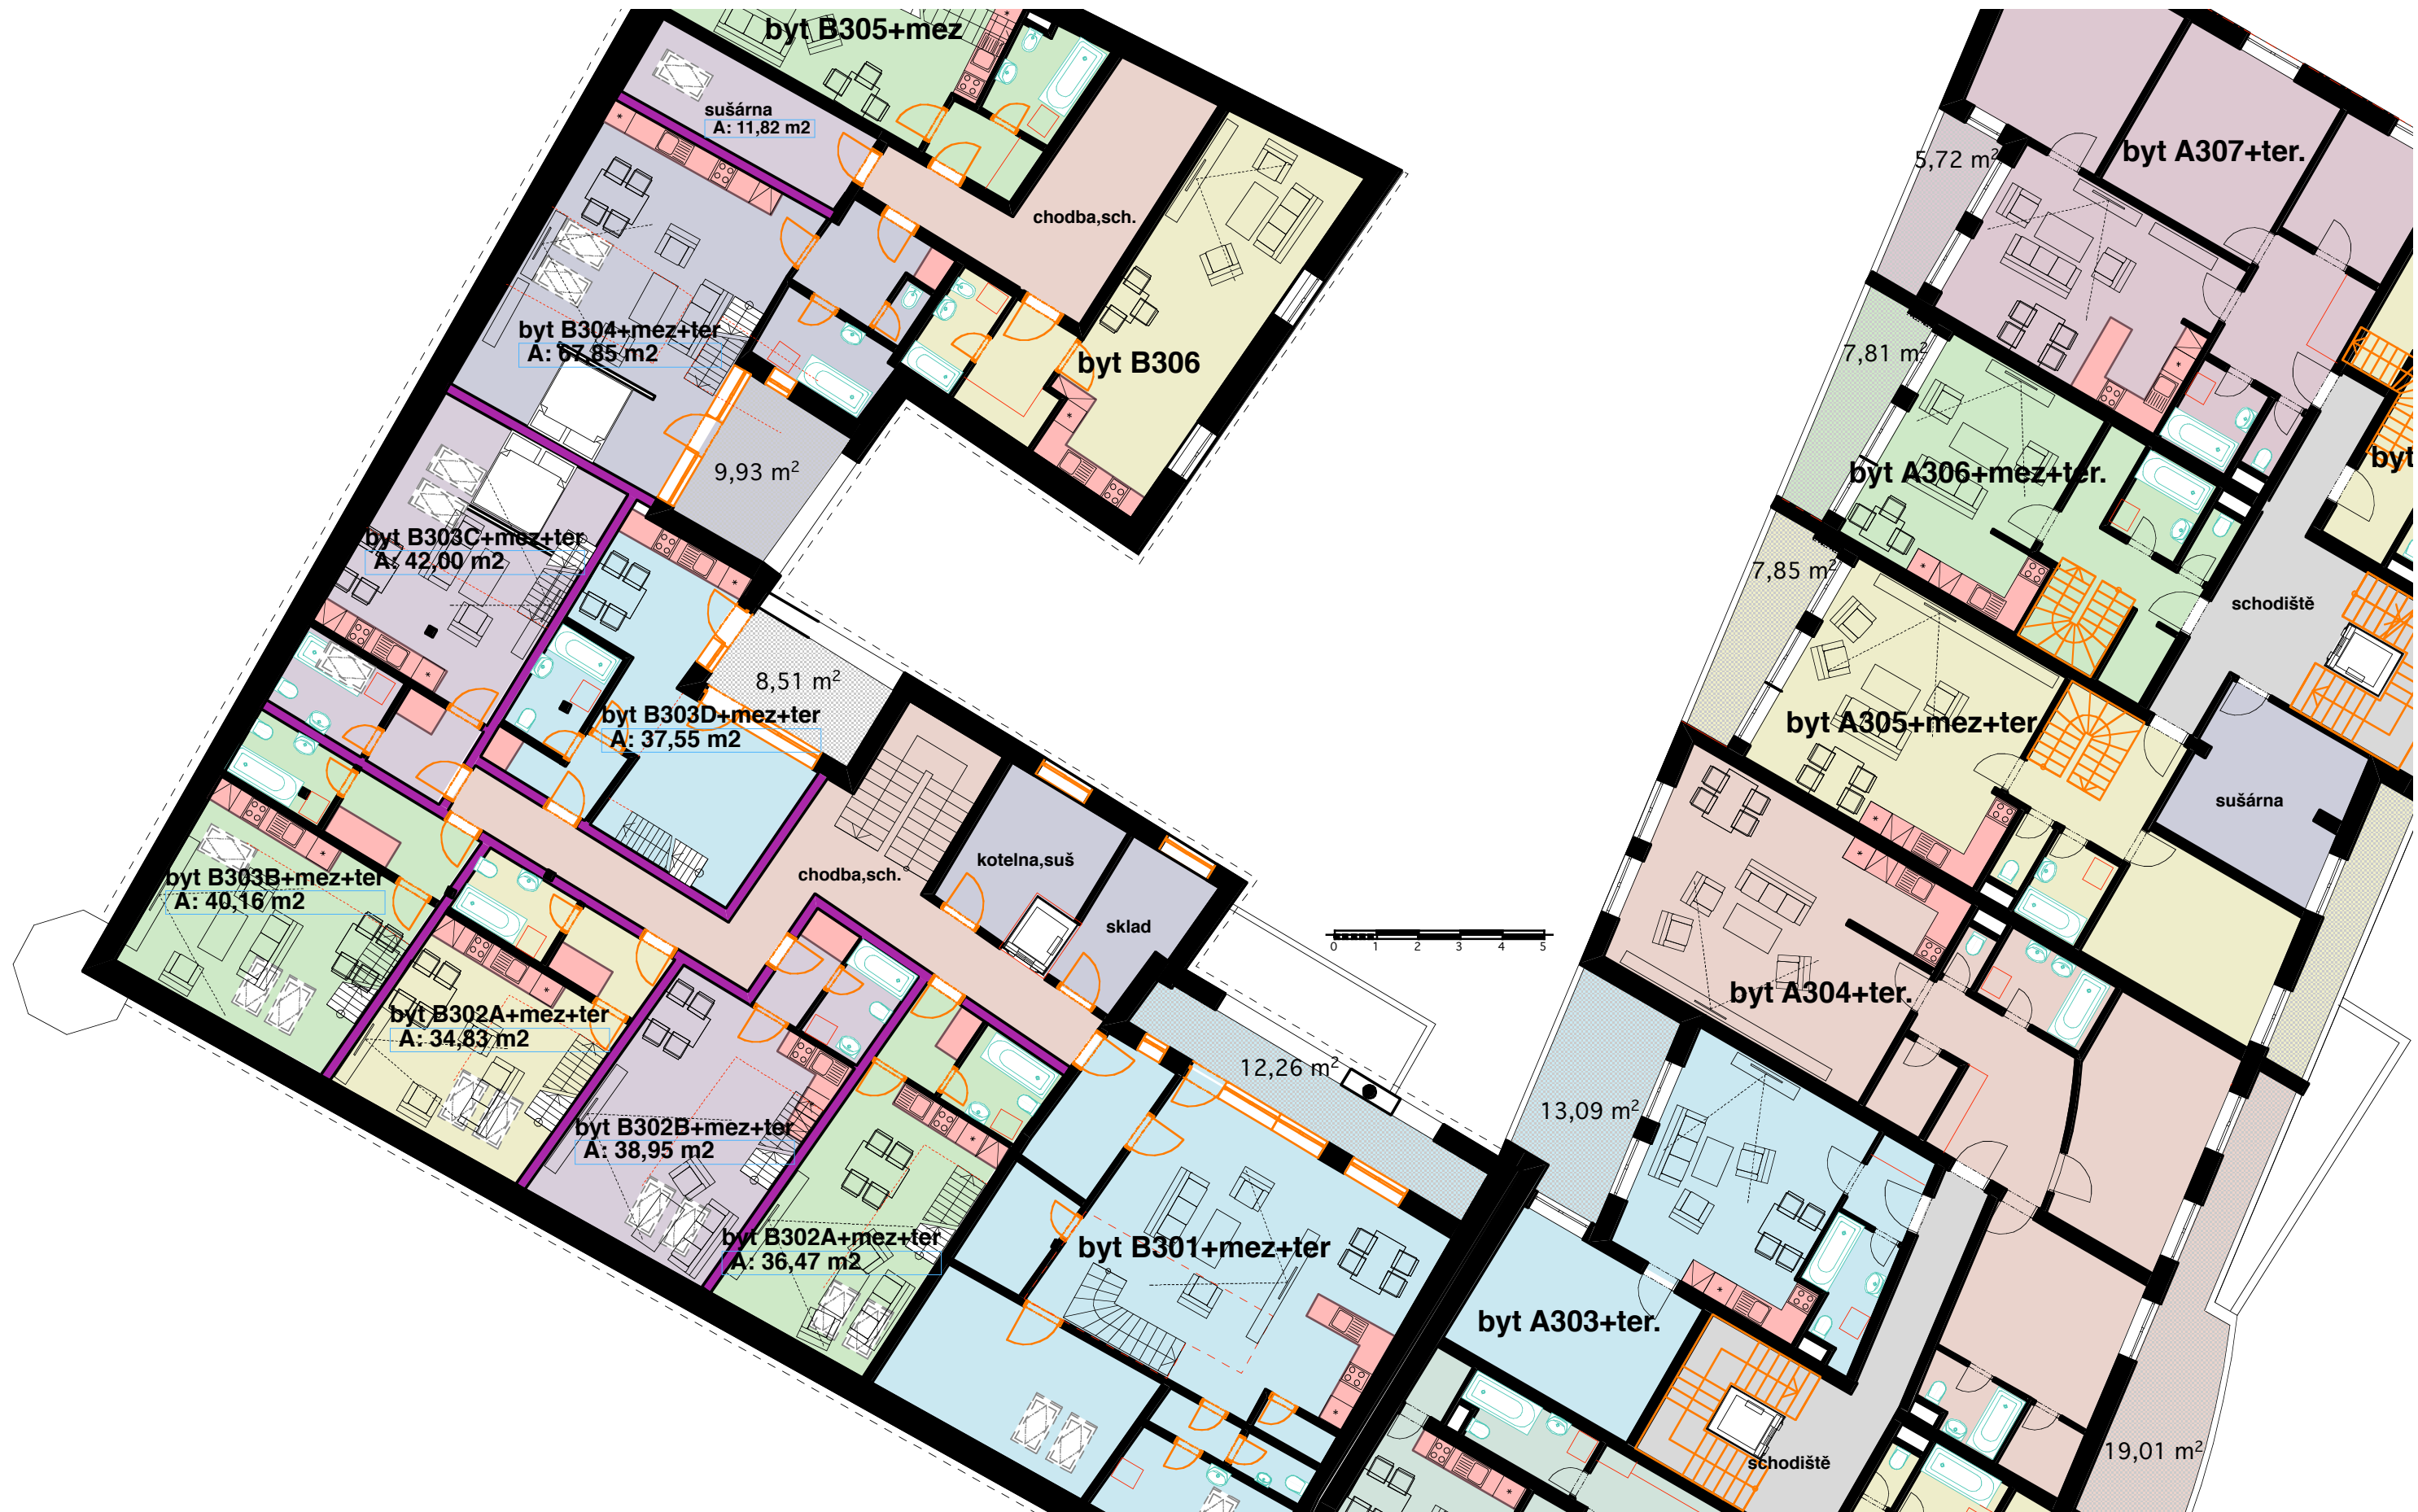 byt B305+mez
sušárna
A: 11,82 m2
chodba,sch.
byt B304+mez+ter
A: 67,85 m2
byt B306
9,93 m²
byt B303C+mez+ter
A: 42,00 m2
8,51 m²
byt B303D+mez+ter
A: 37,55 m2
kotelna,suš
chodba,sch.
sklad
byt B303B+mez+ter
A: 40,16 m2
byt B302A+mez+ter
A: 34,83 m2
12,26 m²
byt B302B+mez+ter
A: 38,95 m2
byt B302A+mez+ter
A: 36,47 m2
byt B301+mez+ter
0 1 2 3 4 5
5,72 m²
byt A307+ter.
7,81 m²
byt A306+mez+ter.
byt
7,85 m²
schodiště
byt A305+mez+ter
sušárna
byt A304+ter.
13,09 m²
byt A303+ter.
schodiště
19,01 m²